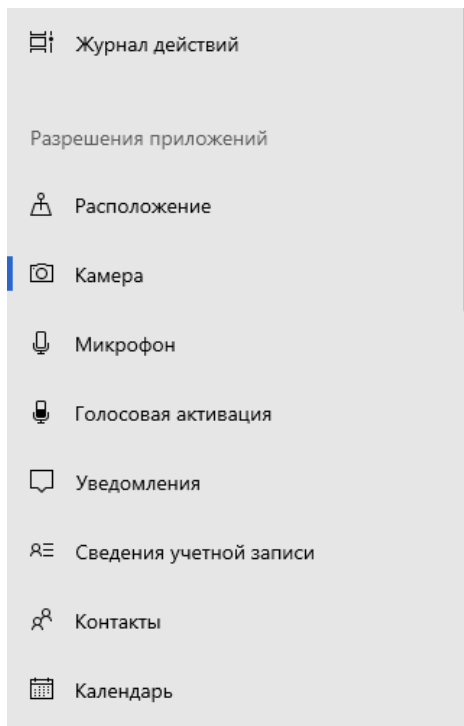 Журнал действий
Разрешения приложений
Расположение
Камера
Микрофон
Голосовая активация
Уведомления
Сведения учетной записи
Контакты
Календарь